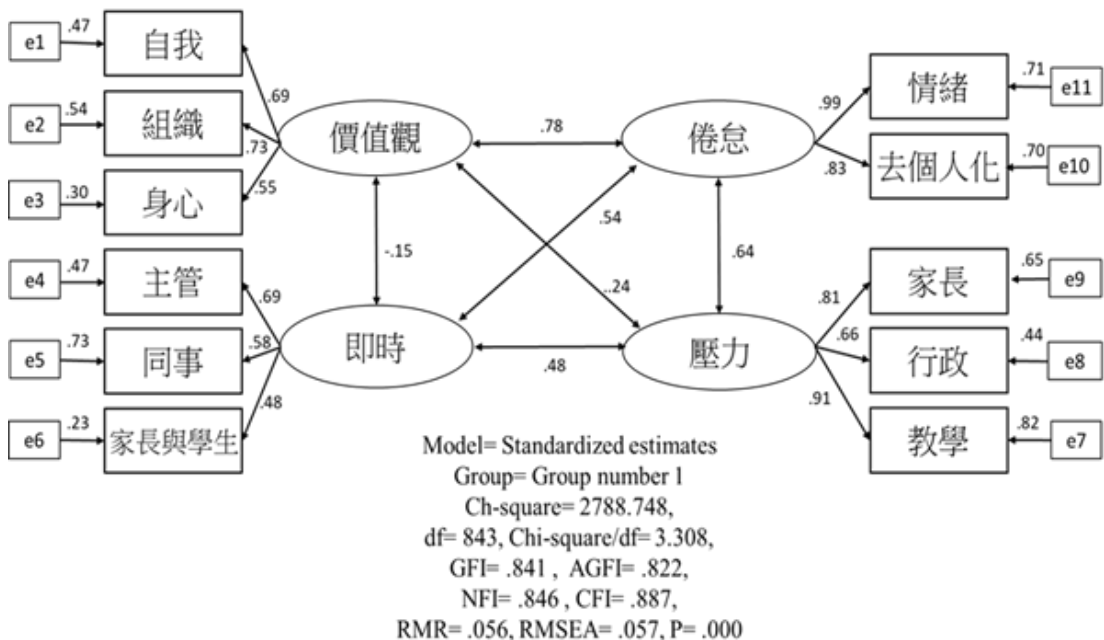 e1 .47 自我
e2 .54 組織
e3 .30 身心
e4 .47 主管
e5 .73 同事
e6 .23 家長與學生
.69
.73
.55
.69
.58
.48
價值觀
倦怠
即時
壓力
.78
-.15
.54
..24
.64
.48
.99
.83
.81
.66
.91
情緒 .71 e11
去個人化 .70 e10
家長 .65 e9
行政 .44 e8
教學 .82 e7
Model= Standardized estimates
Group= Group number 1
Ch-square= 2788.748,
df= 843, Chi-square/df= 3.308,
GFI= .841 , AGFI= .822,
NFI= .846 , CFI= .887,
RMR= .056, RMSEA= .057, P= .000